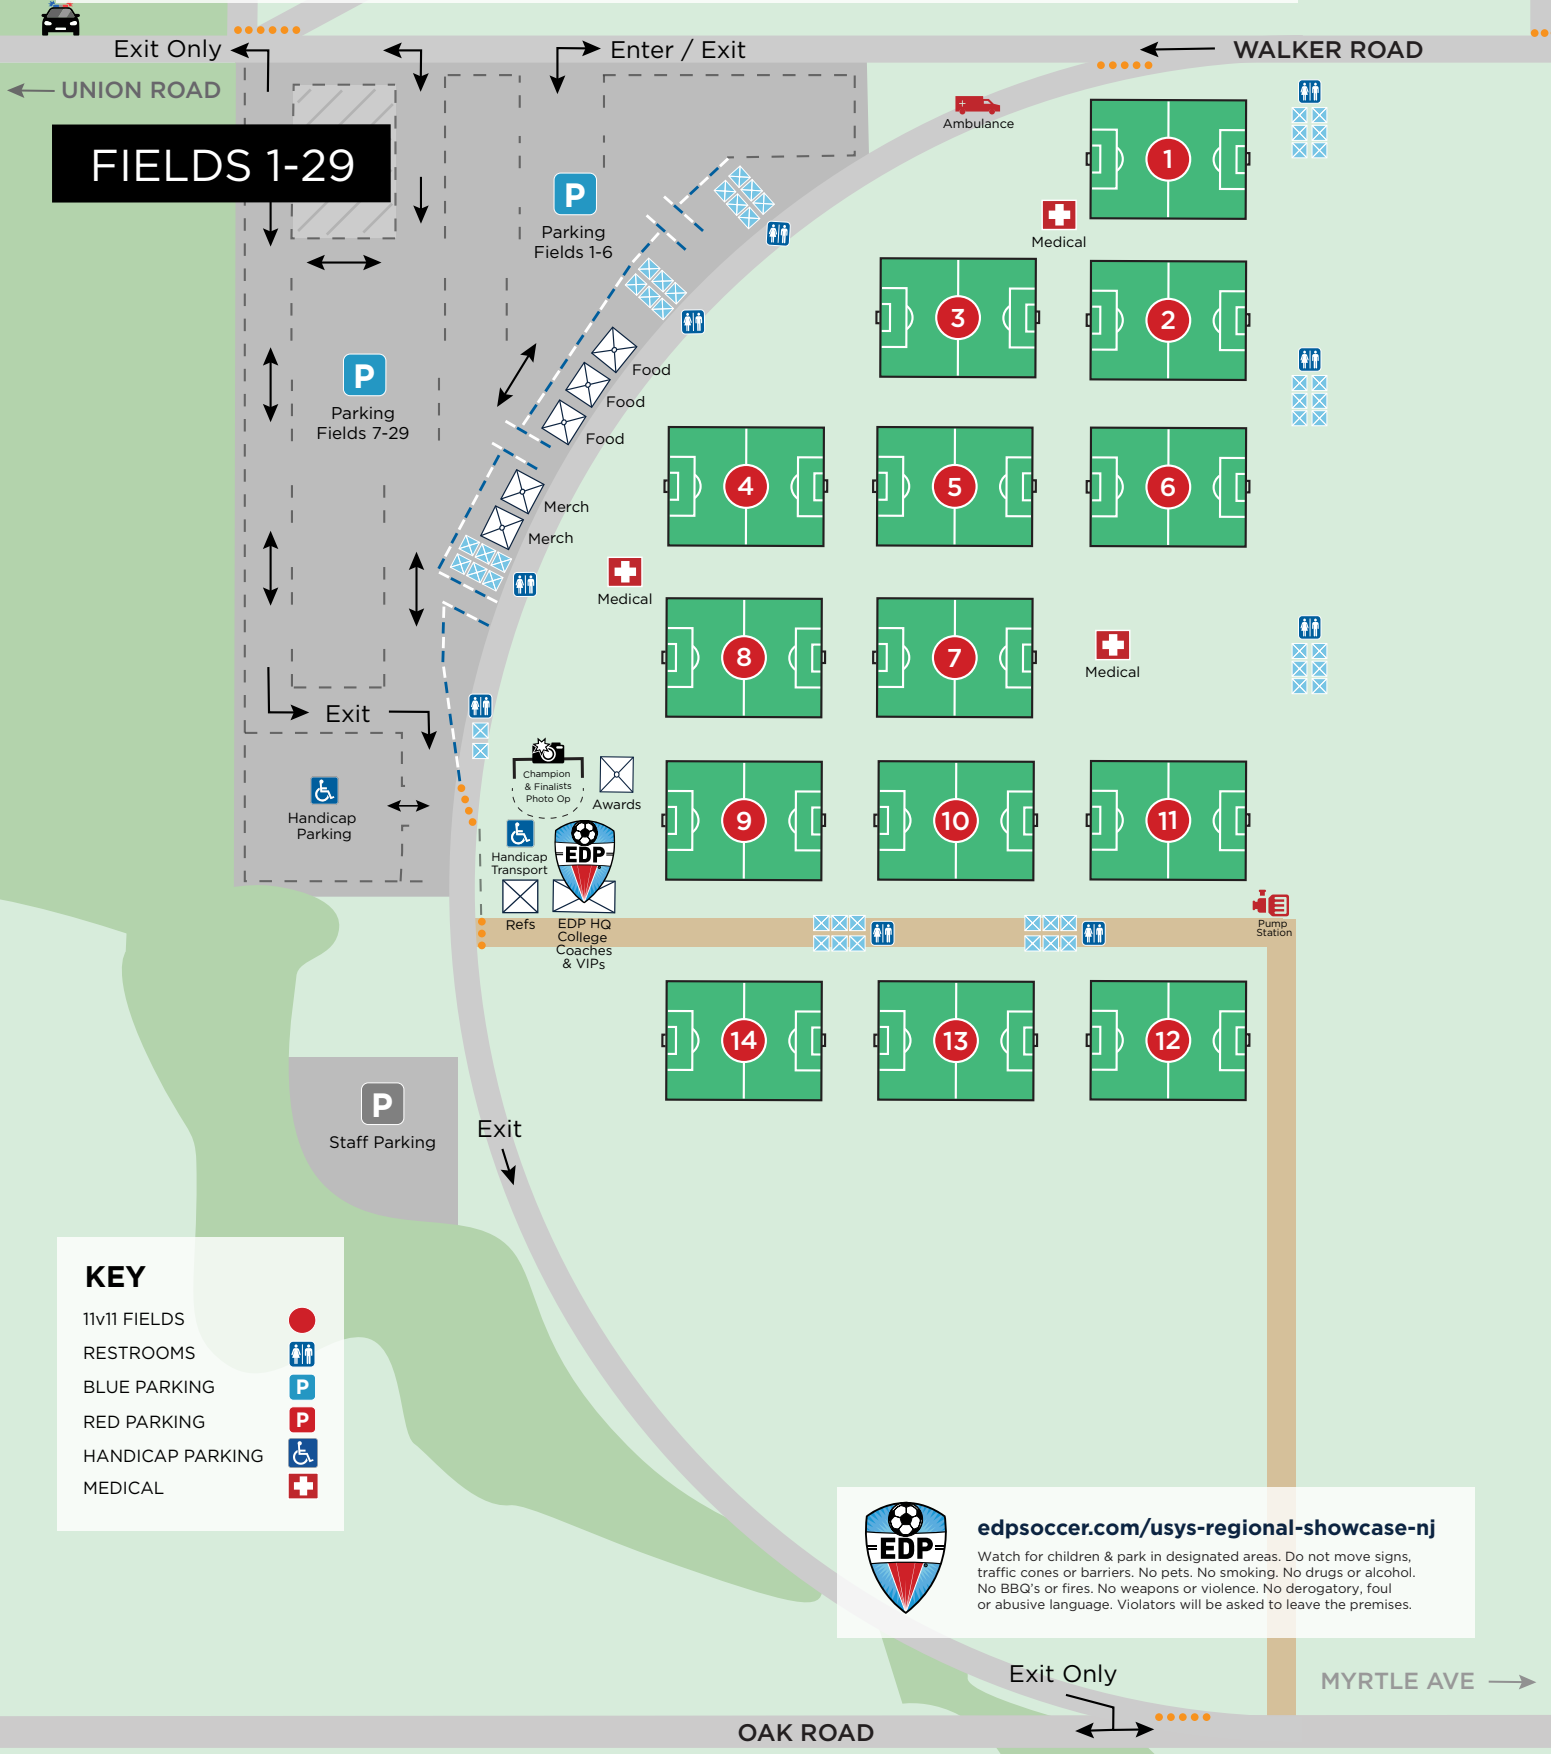 Exit Only
Enter / Exit
WALKER ROAD
UNION ROAD
FIELDS 1-29
Ambulance
1
P
Parking
Fields 1-6
Medical
3
2
P
Parking
Fields 7-29
Food
Food
Food
4
5
6
Merch
Merch
Medical
8
7
Medical
Exit
Champion
& Finalists
Photo Op
Awards
Handicap
Parking
9
10
11
Handicap
Transport
EDP
Refs
EDP HQ
College
Coaches
& VIPs
Pump
Station
14
13
12
P
Staff Parking
Exit
KEY
11v11 FIELDS
RESTROOMS
BLUE PARKING P
RED PARKING P
HANDICAP PARKING
MEDICAL
EDP
edpsoccer.com/usys-regional-showcase-nj
Watch for children & park in designated areas. Do not move signs,
traffic cones or barriers. No pets. No smoking. No drugs or alcohol.
No BBQ's or fires. No weapons or violence. No derogatory, foul
or abusive language. Violators will be asked to leave the premises.
Exit Only
MYRTLE AVE
OAK ROAD